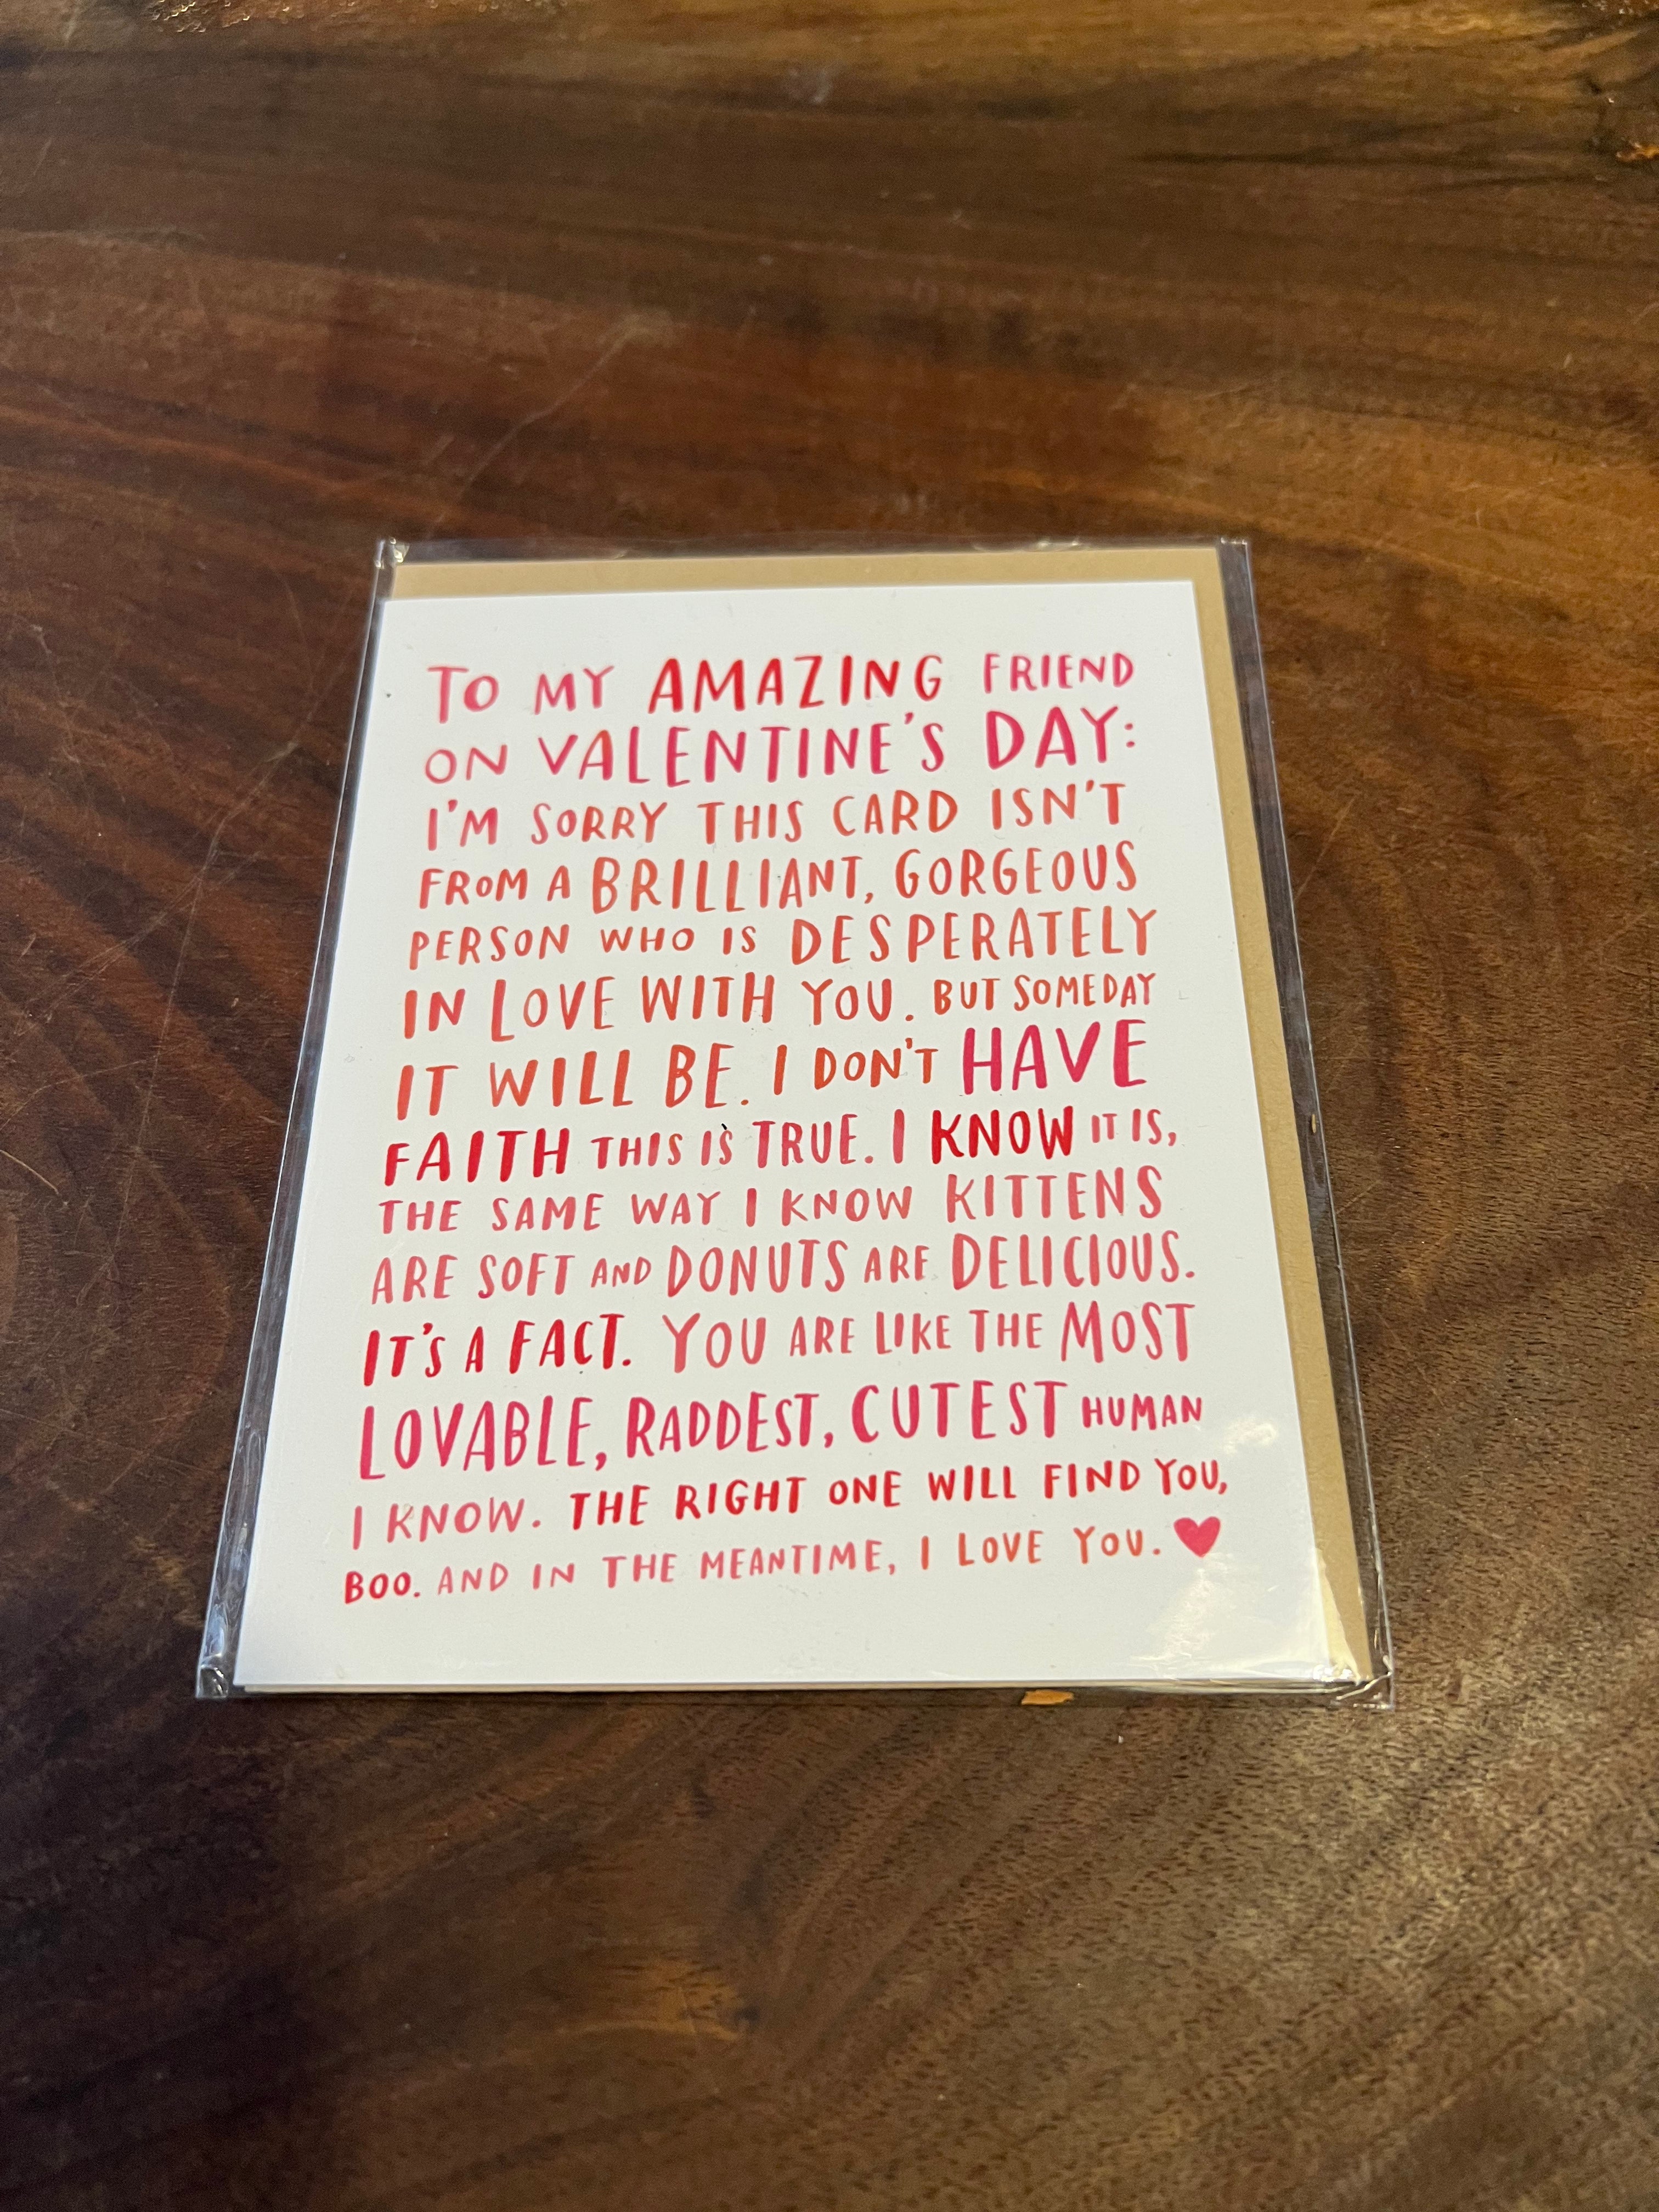 TO MY AMAZING FRIEND
ON VALENTINE'S DAY:
I'M SORRY THIS CARD ISN'T
FROM A BRILLIANT, GORGEOUS
PERSON WHO IS DESPERATELY
IN LOVE WITH YOU. BUT SOMEDAY
IT WILL BE. I DON'T HAVE
FAITH THIS IS TRUE. I KNOW IT IS,
THE SAME WAY I KNOW KITTENS
ARE SOFT AND DONUTS ARE DELICIOUS.
IT'S A FACT. YOU ARE LIKE THE MOST
LOVABLE, RADDEST, CUTEST HUMAN
I KNOW. THE RIGHT ONE WILL FIND YOU,
BOO. AND IN THE MEANTIME, I LOVE YOU. ♥